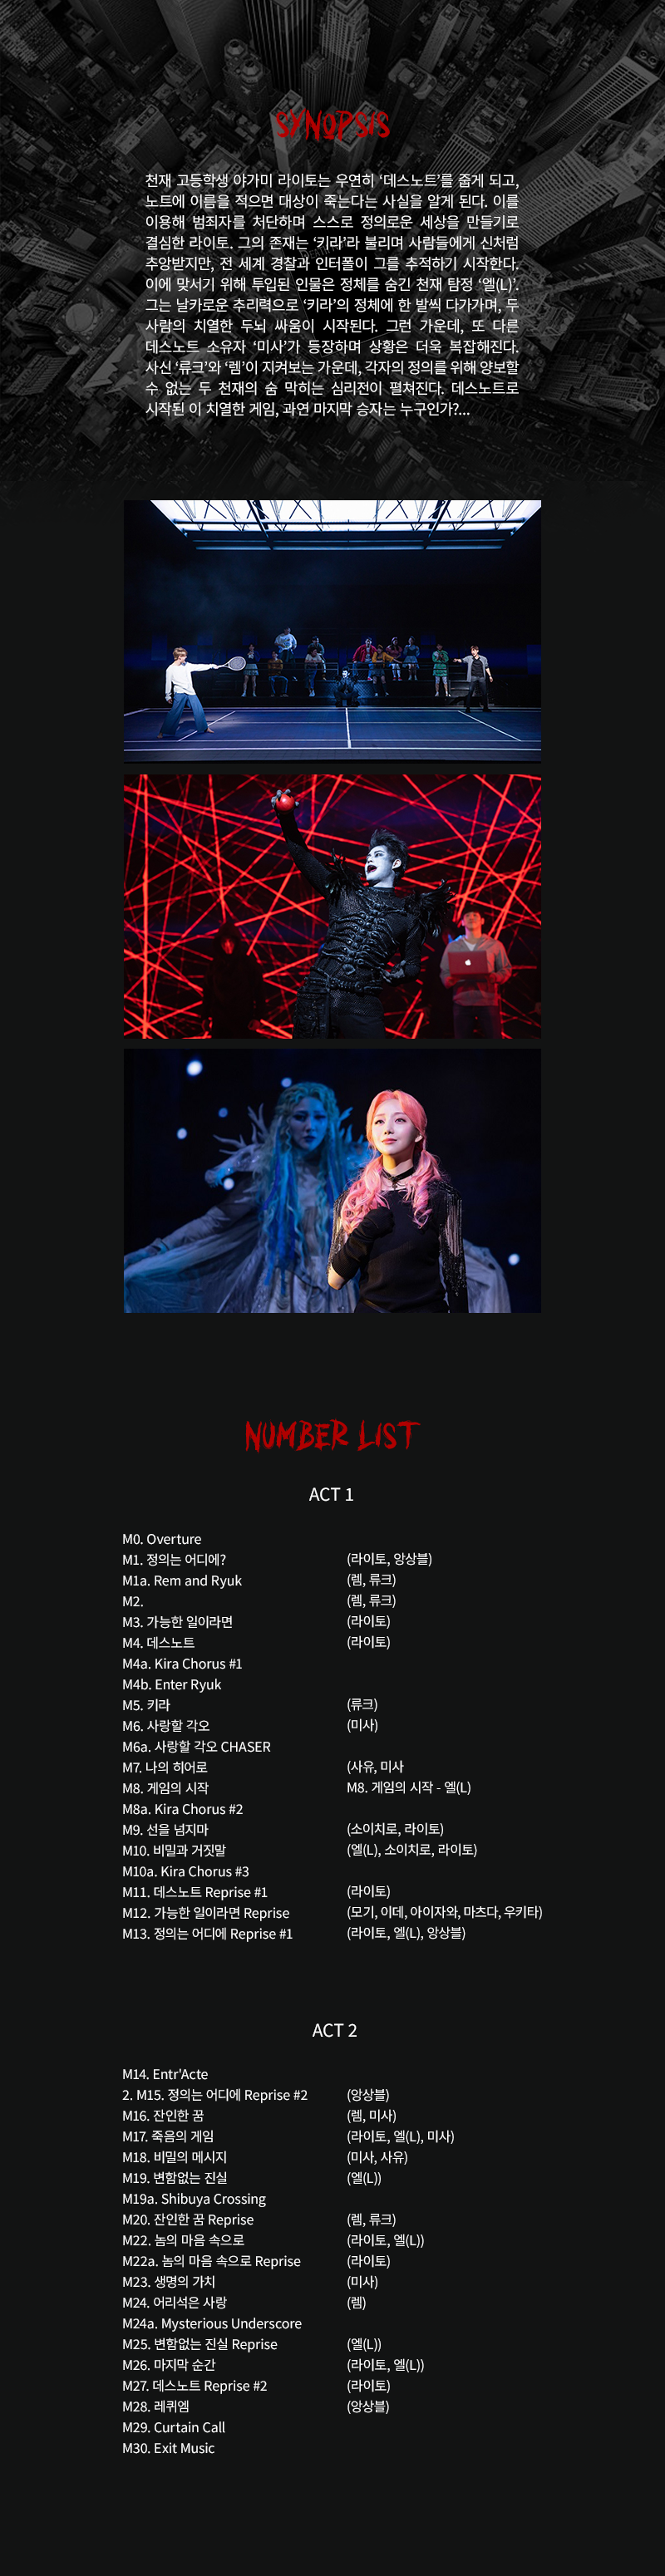 SYNOPSIS
천재 고등학생 야가미 라이토는 우연히 ‘데스노트’를 줍게 되고,
노트에 이름을 적으면 대상이 죽는다는 사실을 알게 된다. 이를
이용해 범죄자를 처단하며 스스로 정의로운 세상을 만들기로
결심한 라이토. 그의 존재는 ‘키라’라 불리며 사람들에게 신처럼
추앙받지만, 전 세계 경찰과 인터폴이 그를 추적하기 시작한다.
이에 맞서기 위해 투입된 인물은 정체를 숨긴 천재 탐정 ‘엘(L)’.
그는 날카로운 추리력으로 ‘키라’의 정체에 한 발씩 다가가며, 두
사람의 치열한 두뇌 싸움이 시작된다. 그런 가운데, 또 다른
데스노트 소유자 ‘미사’가 등장하며 상황은 더욱 복잡해진다.
사신 ‘류크’와 ‘렘’이 지켜보는 가운데, 각자의 정의를 위해 양보할
수 없는 두 천재의 숨 막히는 심리전이 펼쳐진다. 데스노트로
시작된 이 치열한 게임, 과연 마지막 승자는 누구인가?...
NUMBER LIST
ACT 1
M0. Overture
M1. 정의는 어디에? (라이토, 앙상블)
M1a. Rem and Ryuk (렘, 류크)
M2. (렘, 류크)
M3. 가능한 일이라면 (라이토)
M4. 데스노트 (라이토)
M4a. Kira Chorus #1
M4b. Enter Ryuk
M5. 키라 (류크)
M6. 사랑할 각오 (미사)
M6a. 사랑할 각오 CHASER
M7. 나의 히어로 (사유, 미사
M8. 게임의 시작 M8. 게임의 시작 - 엘(L)
M8a. Kira Chorus #2
M9. 선을 넘지마 (소이치로, 라이토)
M10. 비밀과 거짓말 (엘(L), 소이치로, 라이토)
M10a. Kira Chorus #3
M11. 데스노트 Reprise #1 (라이토)
M12. 가능한 일이라면 Reprise (모기, 이데, 아이자와, 마츠다, 우키타)
M13. 정의는 어디에 Reprise #1 (라이토, 엘(L), 앙상블)
ACT 2
M14. Entr'Acte
2. M15. 정의는 어디에 Reprise #2 (앙상블)
M16. 잔인한 꿈 (렘, 미사)
M17. 죽음의 게임 (라이토, 엘(L), 미사)
M18. 비밀의 메시지 (미사, 사유)
M19. 변함없는 진실 (엘(L))
M19a. Shibuya Crossing
M20. 잔인한 꿈 Reprise (렘, 류크)
M22. 놈의 마음 속으로 (라이토, 엘(L))
M22a. 놈의 마음 속으로 Reprise (라이토)
M23. 생명의 가치 (미사)
M24. 어리석은 사랑 (렘)
M24a. Mysterious Underscore
M25. 변함없는 진실 Reprise (엘(L))
M26. 마지막 순간 (라이토, 엘(L))
M27. 데스노트 Reprise #2 (라이토)
M28. 레퀴엠 (앙상블)
M29. Curtain Call
M30. Exit Music